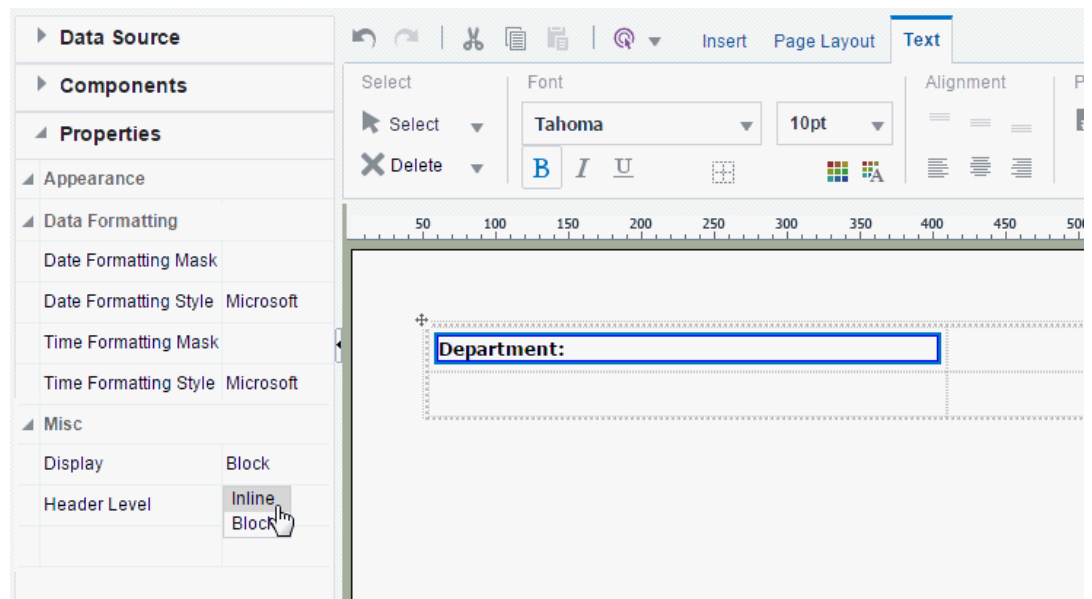 Data Source
Components
Properties
Appearance
Data Formatting
Date Formatting Mask
Date Formatting Style Microsoft
Time Formatting Mask
Time Formatting Style Microsoft
Misc
Display Block
Header Level
Inline
Block
Insert Page Layout Text
Select Font Alignment P
Select Tahoma 10pt
Delete B I U A
50 100 150 200 250 300 350 400 450 500
Department: